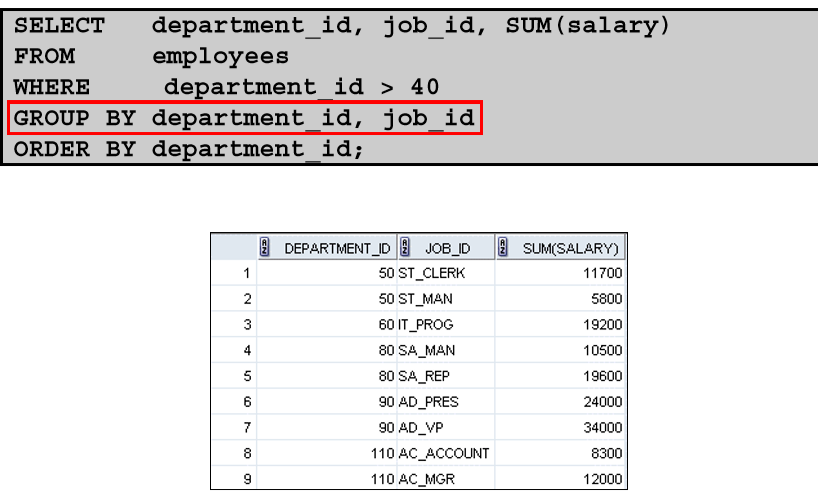 SELECT department_id, job_id, SUM(salary)
FROM employees
WHERE department_id > 40
GROUP BY department_id, job_id
ORDER BY department_id;
DEPARTMENT_ID JOB_ID SUM(SALARY)
1 50 ST_CLERK 11700
2 50 ST_MAN 5800
3 60 IT_PROG 19200
4 80 SA_MAN 10500
5 80 SA_REP 19600
6 90 AD_PRES 24000
7 90 AD_VP 34000
8 110 AC_ACCOUNT 8300
9 110 AC_MGR 12000